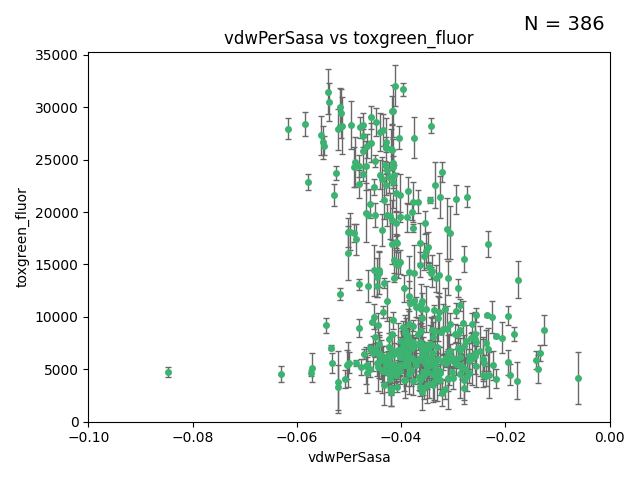 N = 386
vdwPerSasa vs toxgreen_fluor
35000
30000
25000
20000
15000
10000
5000
0
toxgreen_fluor
−0.10 −0.08 −0.06 −0.04 −0.02 0.00
vdwPerSasa